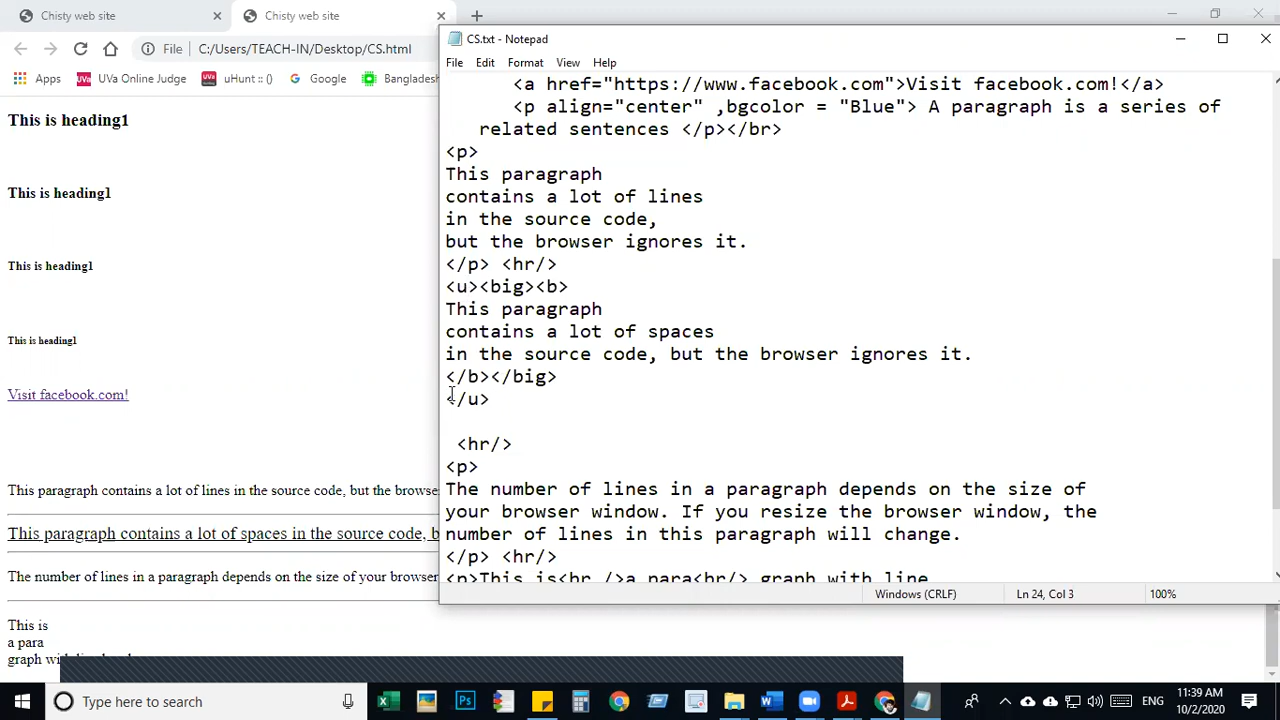 Chisty web site
Chisty web site
File C:/Users/TEACH-IN/Desktop/CS.html
Apps UVa Online Judge uHunt :: () Google Bangladesh
This is heading1
This is heading1
This is heading1
This is heading1
Visit facebook.com!
This paragraph contains a lot of lines in the source code, but the browse
This paragraph contains a lot of spaces in the source code, b
The number of lines in a paragraph depends on the size of your browser
This is
a para
graph
CS.txt - Notepad
File Edit Format View Help
<a href="https://www.facebook.com">Visit facebook.com!</a>
<p align="center" ,bgcolor = "Blue"> A paragraph is a series of
related sentences </p></br>
<p>
This paragraph
contains a lot of lines
in the source code,
but the browser ignores it.
</p> <hr/>
<u><big><b>
This paragraph
contains a lot of spaces
in the source code, but the browser ignores it.
</b></big>
</u>
<hr/>
<p>
The number of lines in a paragraph depends on the size of
your browser window. If you resize the browser window, the
number of lines in this paragraph will change.
</p> <hr/>
a para graph with line
Windows (CRLF) Ln 24, Col 3 100%
Type here to search
ENG
11:39 AM
10/2/2020